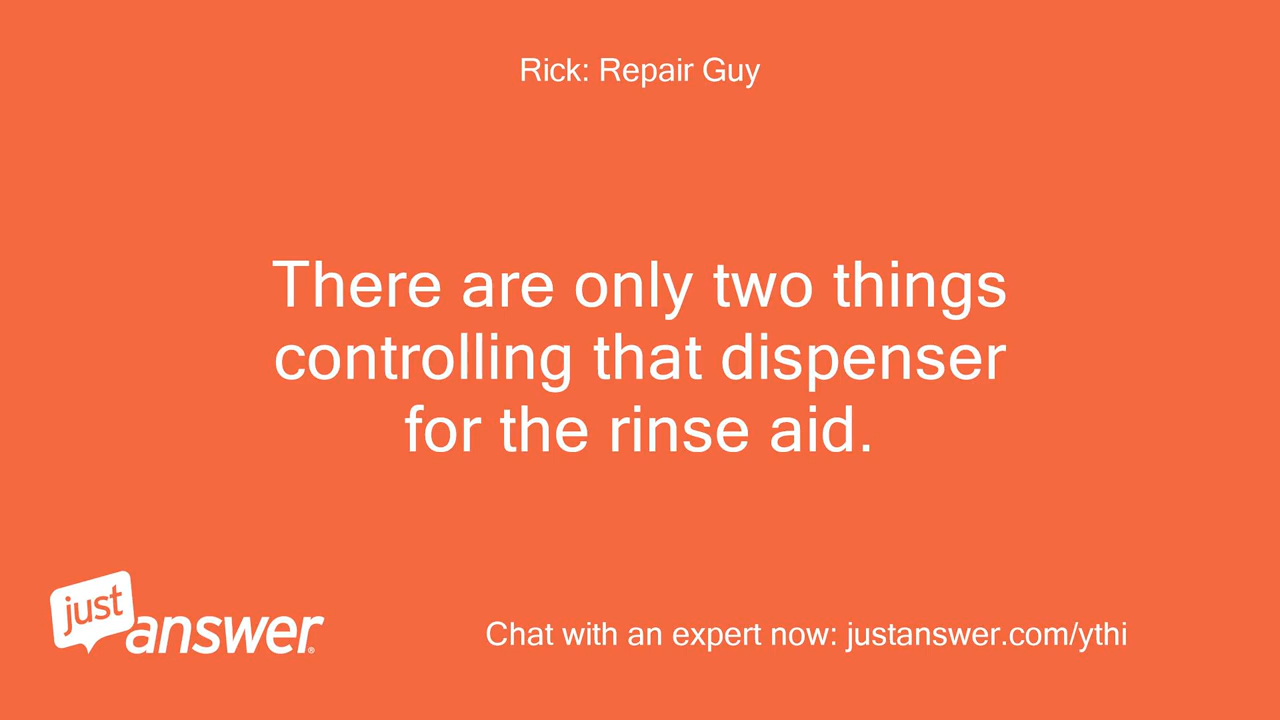 Rick: Repair Guy
There are only two things
controlling that dispenser
for the rinse aid.
just
answer®
Chat with an expert now: justanswer.com/ythi